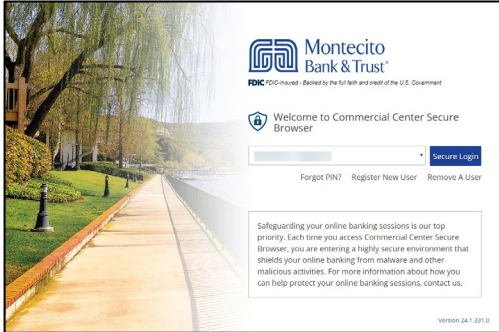 Montecito
Bank & Trust®
FDIC FDIC-Insured - Backed by the full faith and credit of the U.S. Government
Welcome to Commercial Center Secure
Browser
Secure Login
Forgot PIN? Register New User Remove A User
Safeguarding your online banking sessions is our top
priority. Each time you access Commercial Center Secure
Browser, you are entering a highly secure environment that
shields your online banking from malware and other
malicious activities. For more information about how you
can help protect your online banking sessions, contact us.
Version 24.1.331.0